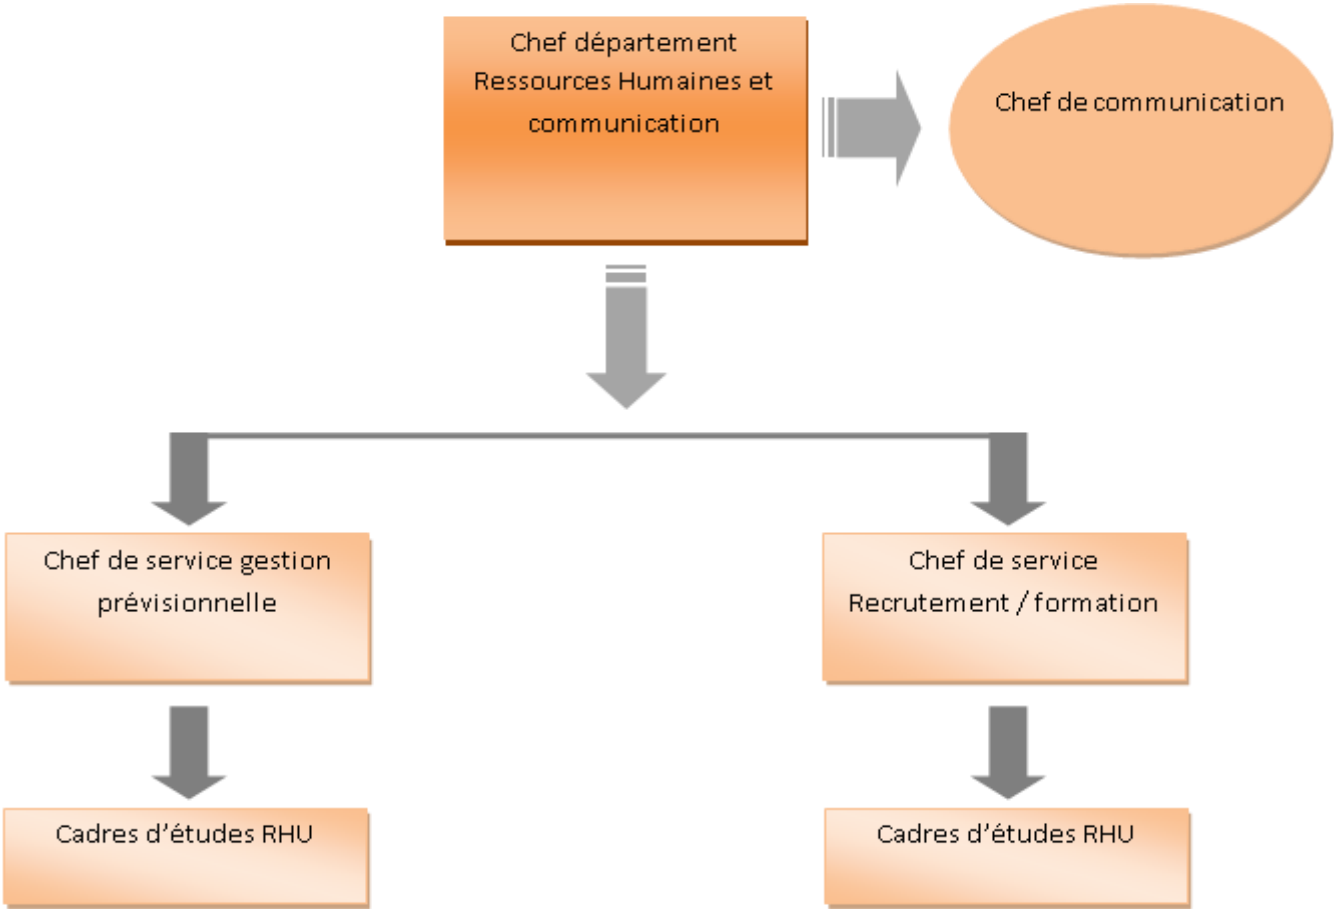 Chef département
Ressources Humaines et
communication
Chef de communication
Chef de service gestion
prévisionnelle
Chef de service
Recrutement / formation
Cadres d’études RHU
Cadres d’études RHU